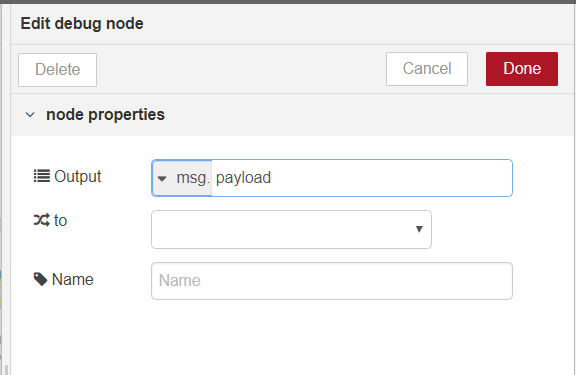 Edit debug node
Delete
Cancel
Done
node properties
Output
msg. payload
to
Name
Name